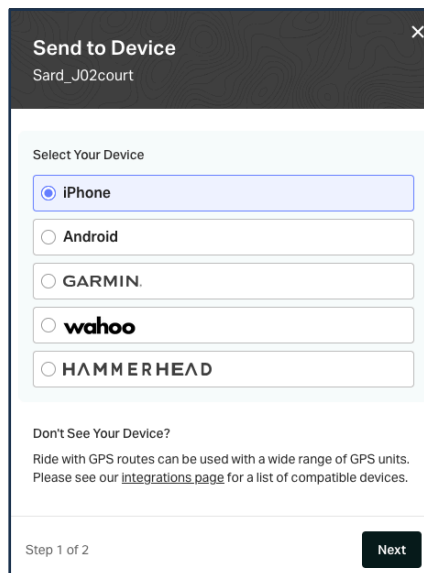 Send to Device
Sard_J02court
Select Your Device
iPhone
Android
GARMIN.
wahoo
HAMMERHEAD
Don't See Your Device?
Ride with GPS routes can be used with a wide range of GPS units.
Please see our integrations page for a list of compatible devices.
Step 1 of 2
Next